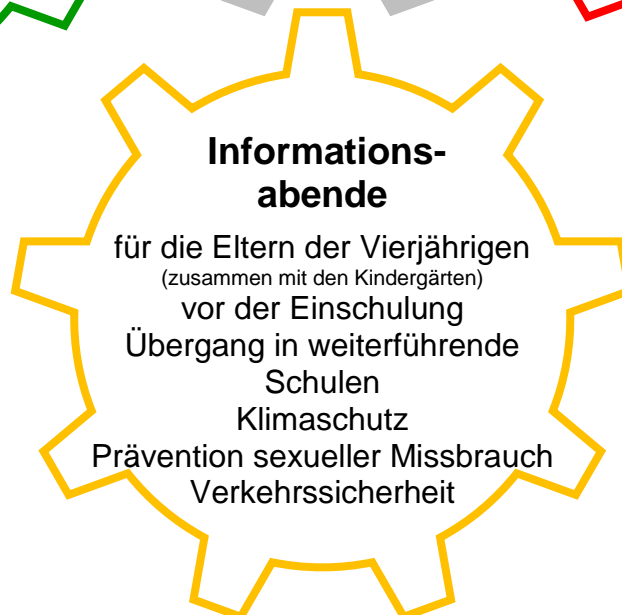 Informations-
abende
für die Eltern der Vierjährigen
(zusammen mit den Kindergärten)
vor der Einschulung
Übergang in weiterführende
Schulen
Klimaschutz
Prävention sexueller Missbrauch
Verkehrssicherheit